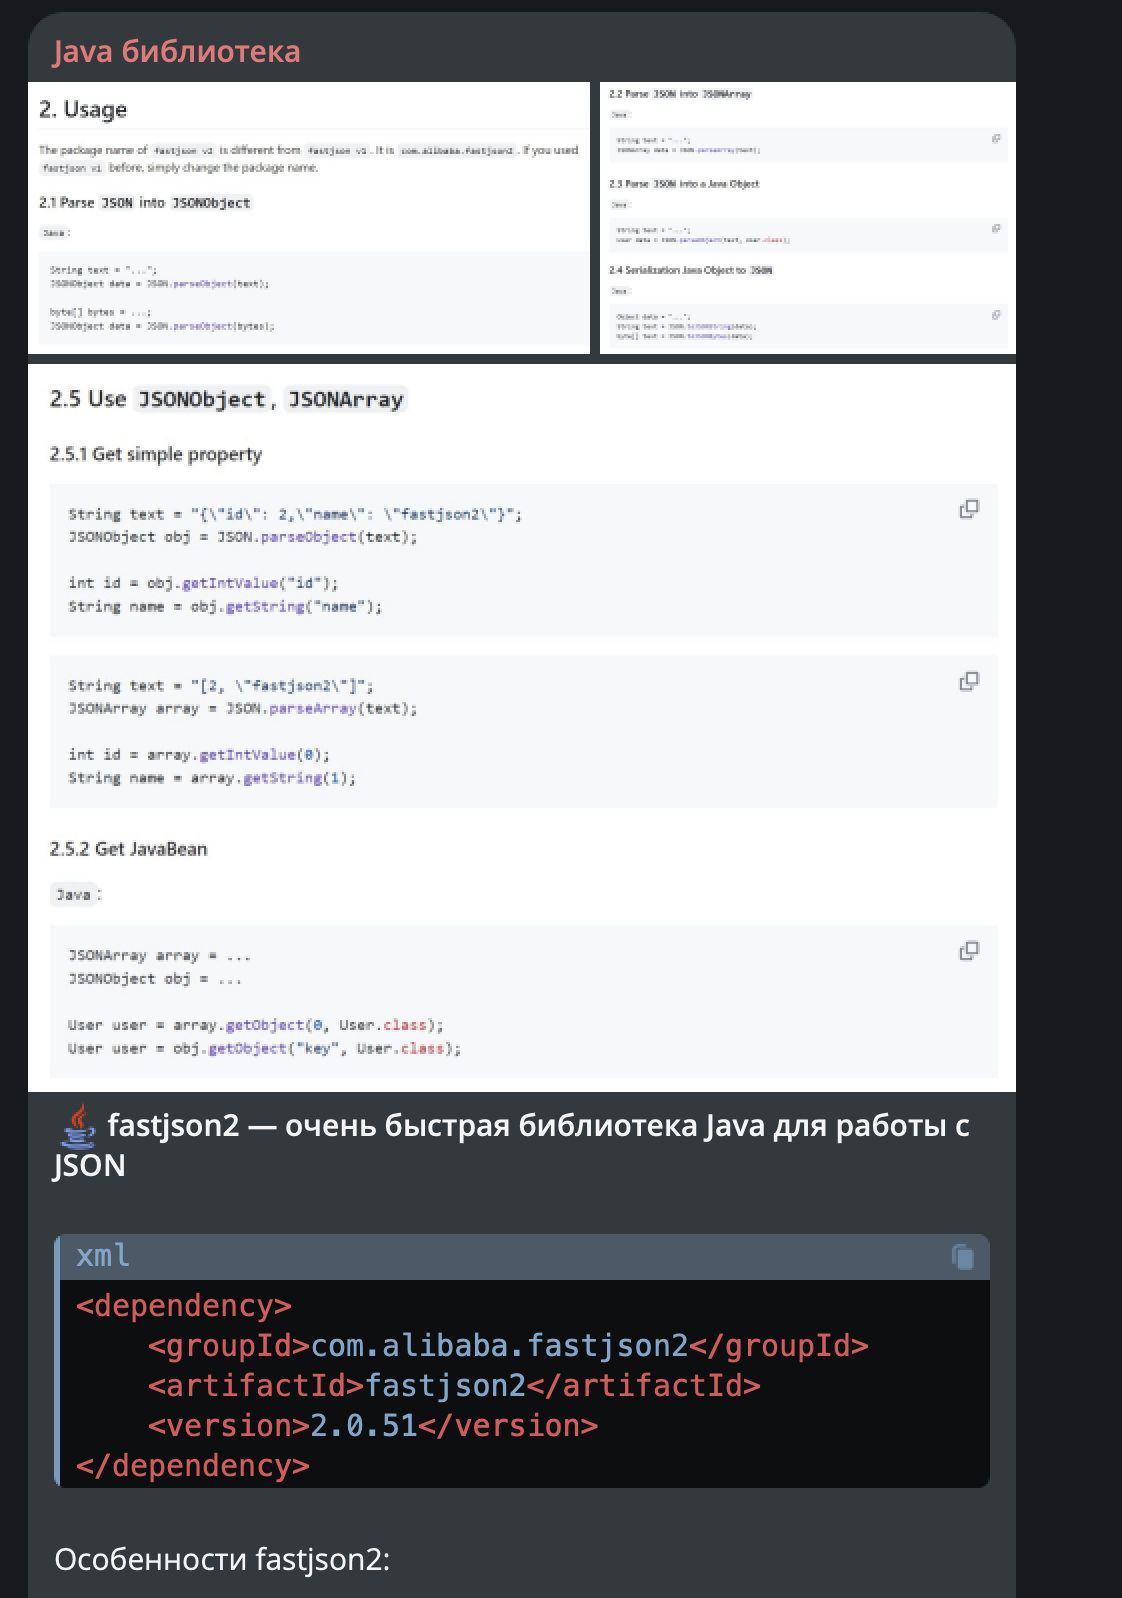 Java библиотека
2. Usage
The package name of fastjson v2 is different from fastjson v1. It is com.alibaba.fastjson2. If you used
fastjson v1 before, simply change the package name.
2.1 Parse JSON into JSONObject
Java:
String text = "...";
JSONObject data = JSON.parseObject(text);
byte[] bytes = ...;
JSONObject data = JSON.parseObject(bytes);
2.2 Parse JSON into JSONArray
Java:
String text = "...";
JSONArray data = JSON.parseArray(text);
2.3 Parse JSON into a Java Object
Java:
String text = "...";
User data = JSON.parseObject(text, User.class);
2.4 Serialization Java Object to JSON
Java:
Object data = "...";
String text = JSON.toJSONString(data);
byte[] text = JSON.toJSONBytes(data);
2.5 Use JSONObject, JSONArray
2.5.1 Get simple property
String text = "{\"id\": 2,\"name\": \"fastjson2\"}";
JSONObject obj = JSON.parseObject(text);
int id = obj.getIntValue("id");
String name = obj.getString("name");
String text = "[2, \"fastjson2\"]";
JSONArray array = JSON.parseArray(text);
int id = array.getIntValue(0);
String name = array.getString(1);
2.5.2 Get JavaBean
Java:
JSONArray array = ...
JSONObject obj = ...
User user = array.getObject(0, User.class);
User user = obj.getObject("key", User.class);
fastjson2 — очень быстрая библиотека Java для работы с
JSON
xml
<dependency>
    <groupId>com.alibaba.fastjson2</groupId>
    <artifactId>fastjson2</artifactId>
    <version>2.0.51</version>
</dependency>
Особенности fastjson2: